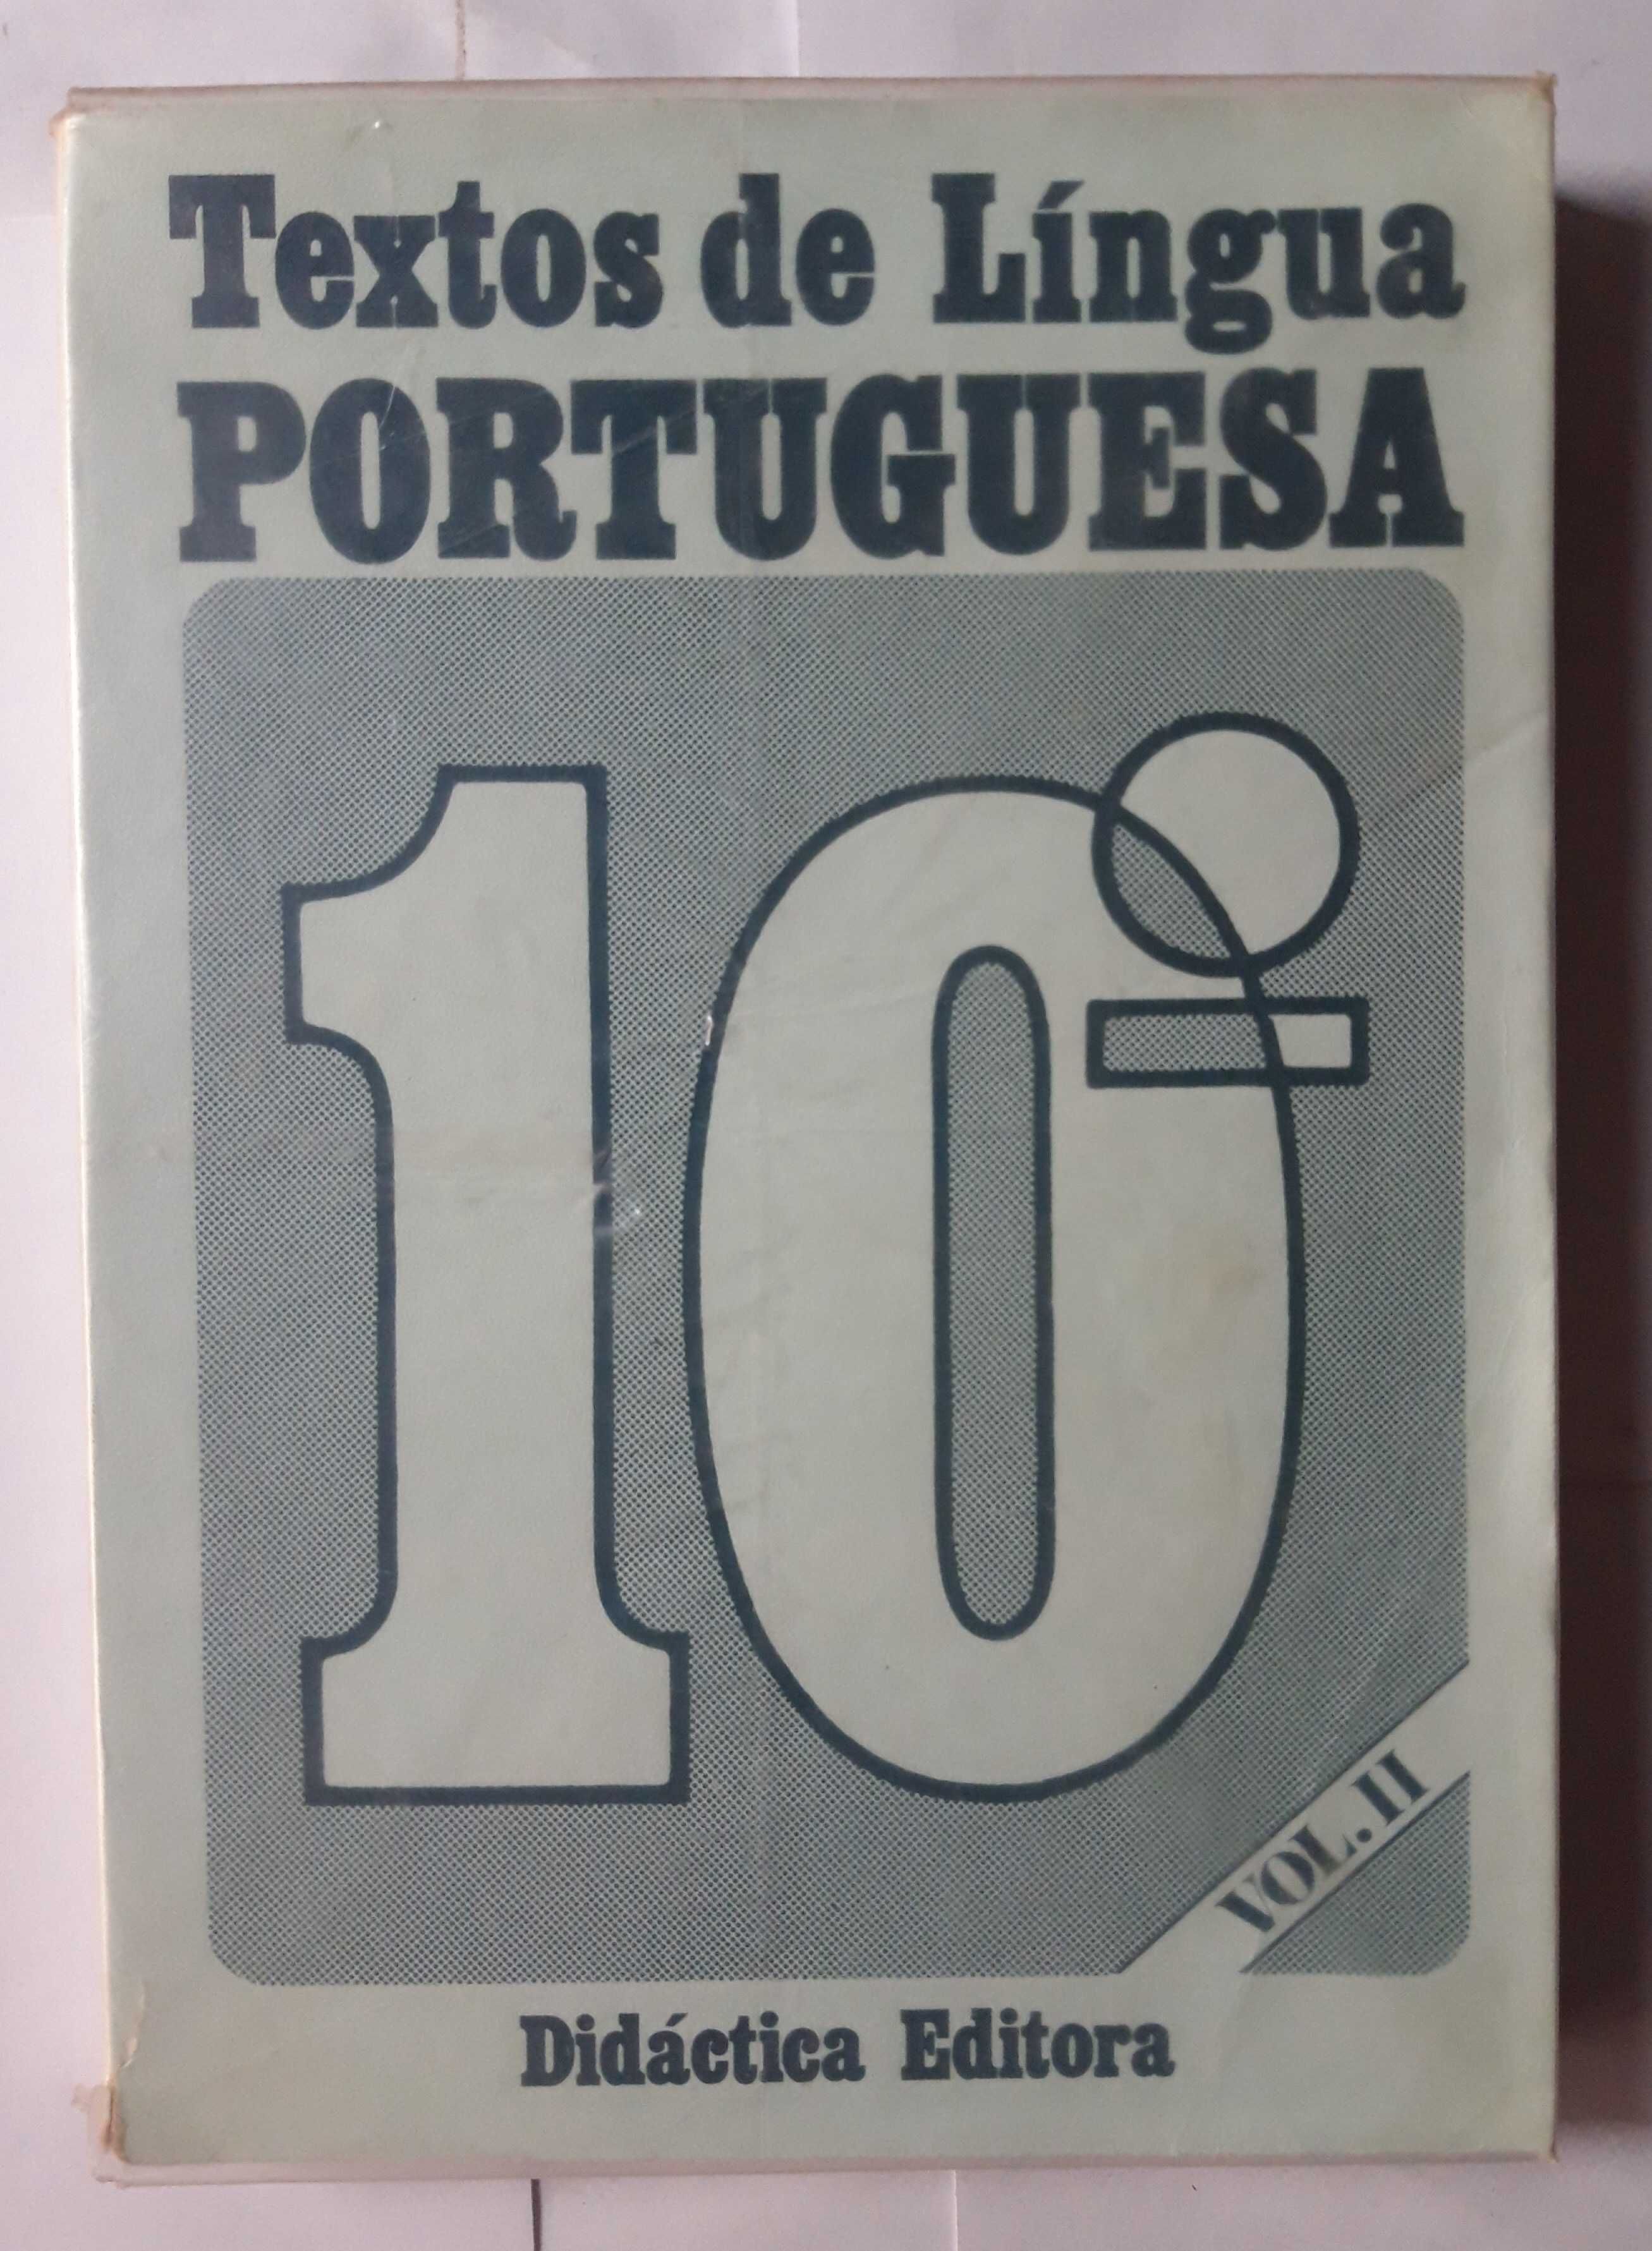 Textos de Língua
PORTUGUESA
10º
VOL. II
Didáctica Editora